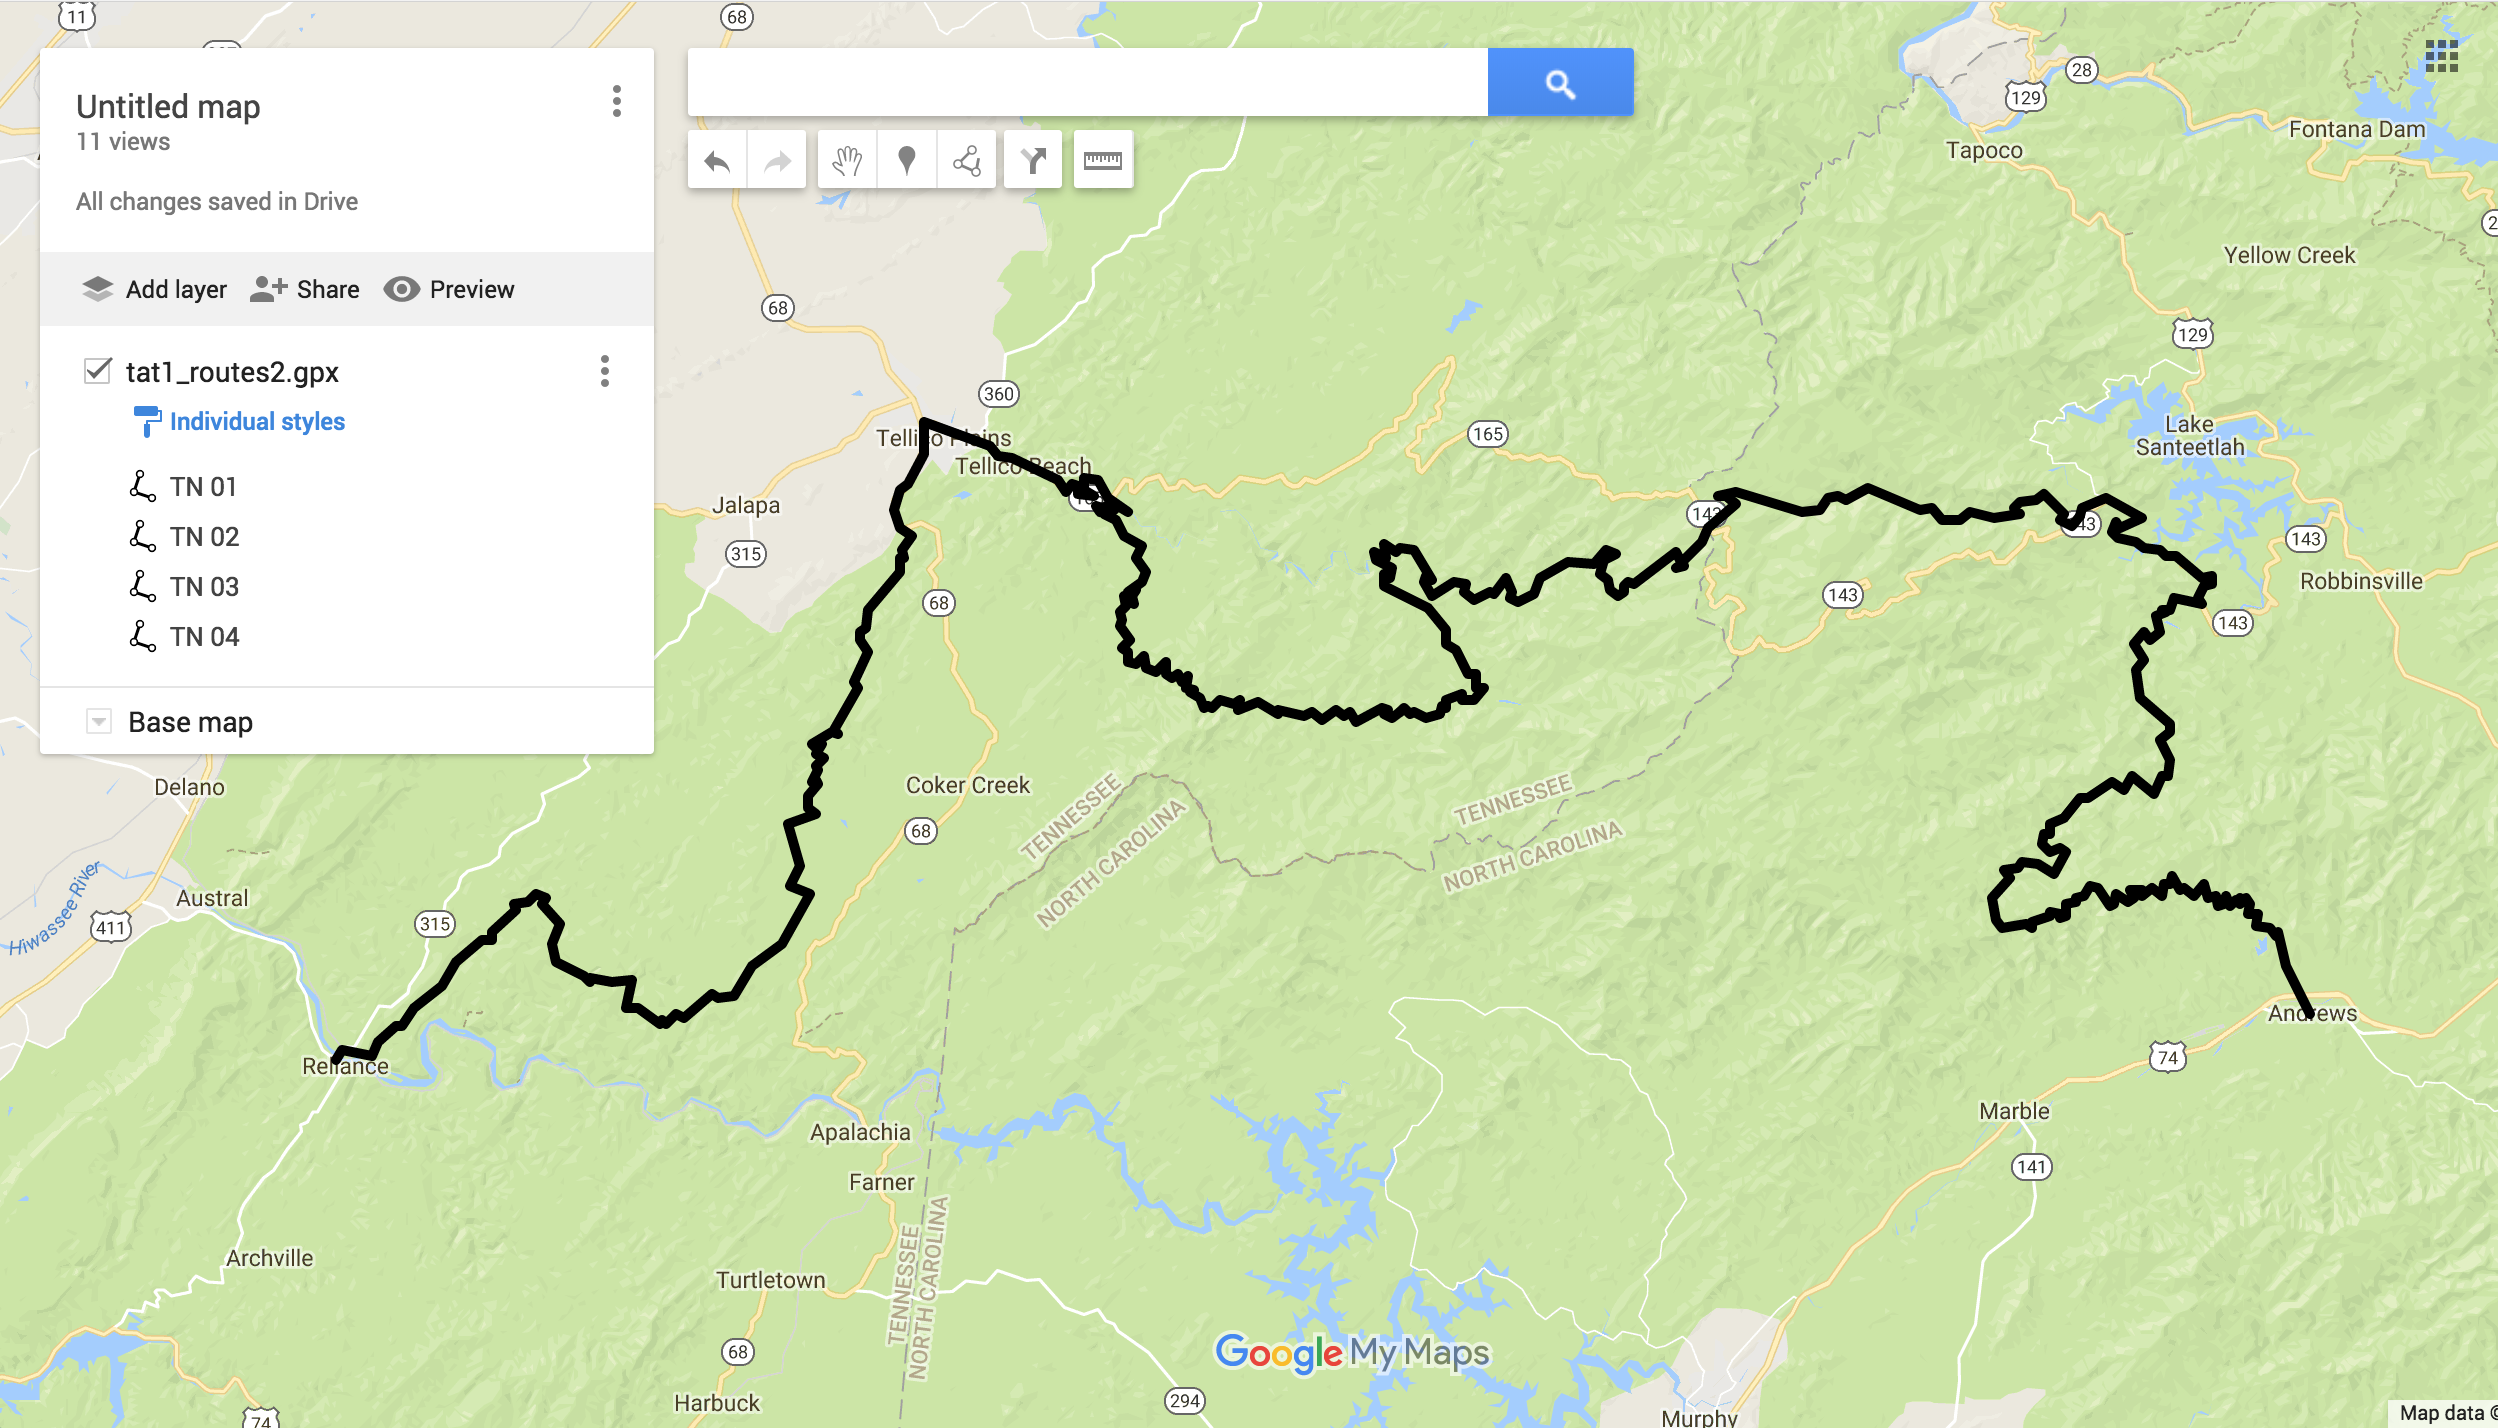 Untitled map
11 views
All changes saved in Drive
Add layer
Share
Preview
tat1_routes2.gpx
Individual styles
TN 01
TN 02
TN 03
TN 04
Base map
11
68
28
129
Fontana Dam
Tapoco
Yellow Creek
68
129
360
Tellico Plains
Tellico Beach
165
Lake
Santeetlah
Jalapa
315
143
143
143
Robbinsville
68
143
143
Delano
Coker Creek
68
TENNESSEE
NORTH CAROLINA
TENNESSEE
NORTH CAROLINA
Hiwassee River
Austral
411
315
Reliance
Andrews
74
Marble
141
Apalachia
Farner
TENNESSEE
NORTH CAROLINA
Archville
Turtletown
68
Harbuck
74
294
Murphy
Google My Maps
Map data ©